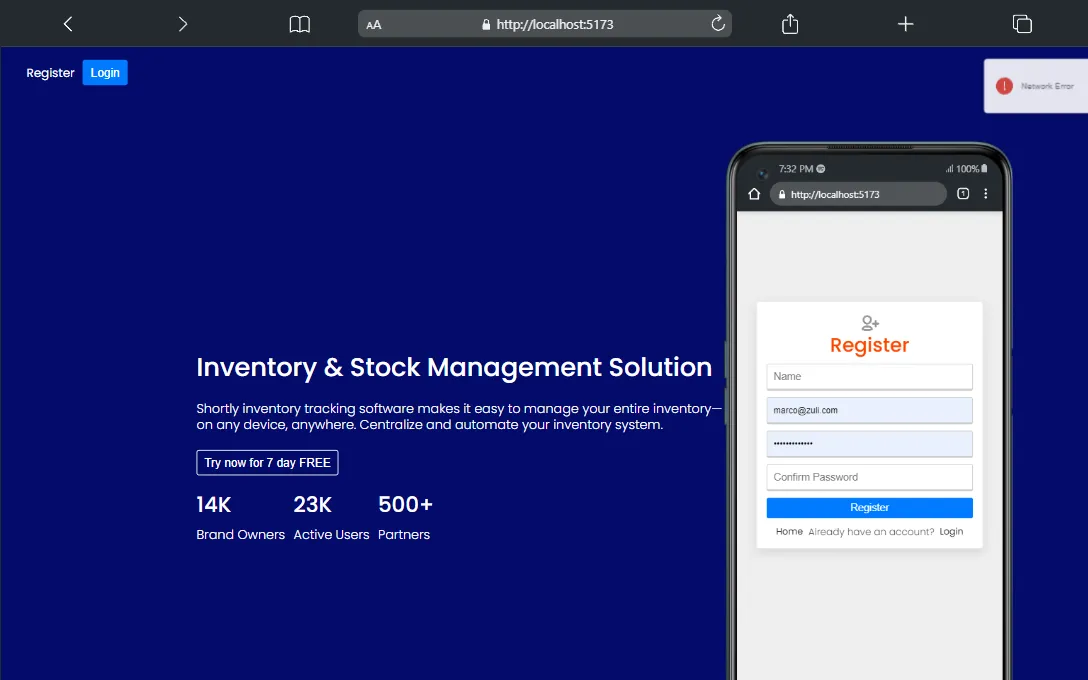 AA http://localhost:5173
Register Login
Network Error
7:32 PM 100%
http://localhost:5173
1
Register
Name
marco@zuli.com
•••••••••••••
Confirm Password
Register
Home Already have an account? Login
Inventory & Stock Management Solution
Shortly inventory tracking software makes it easy to manage your entire inventory—
on any device, anywhere. Centralize and automate your inventory system.
Try now for 7 day FREE
14K 23K 500+
Brand Owners Active Users Partners